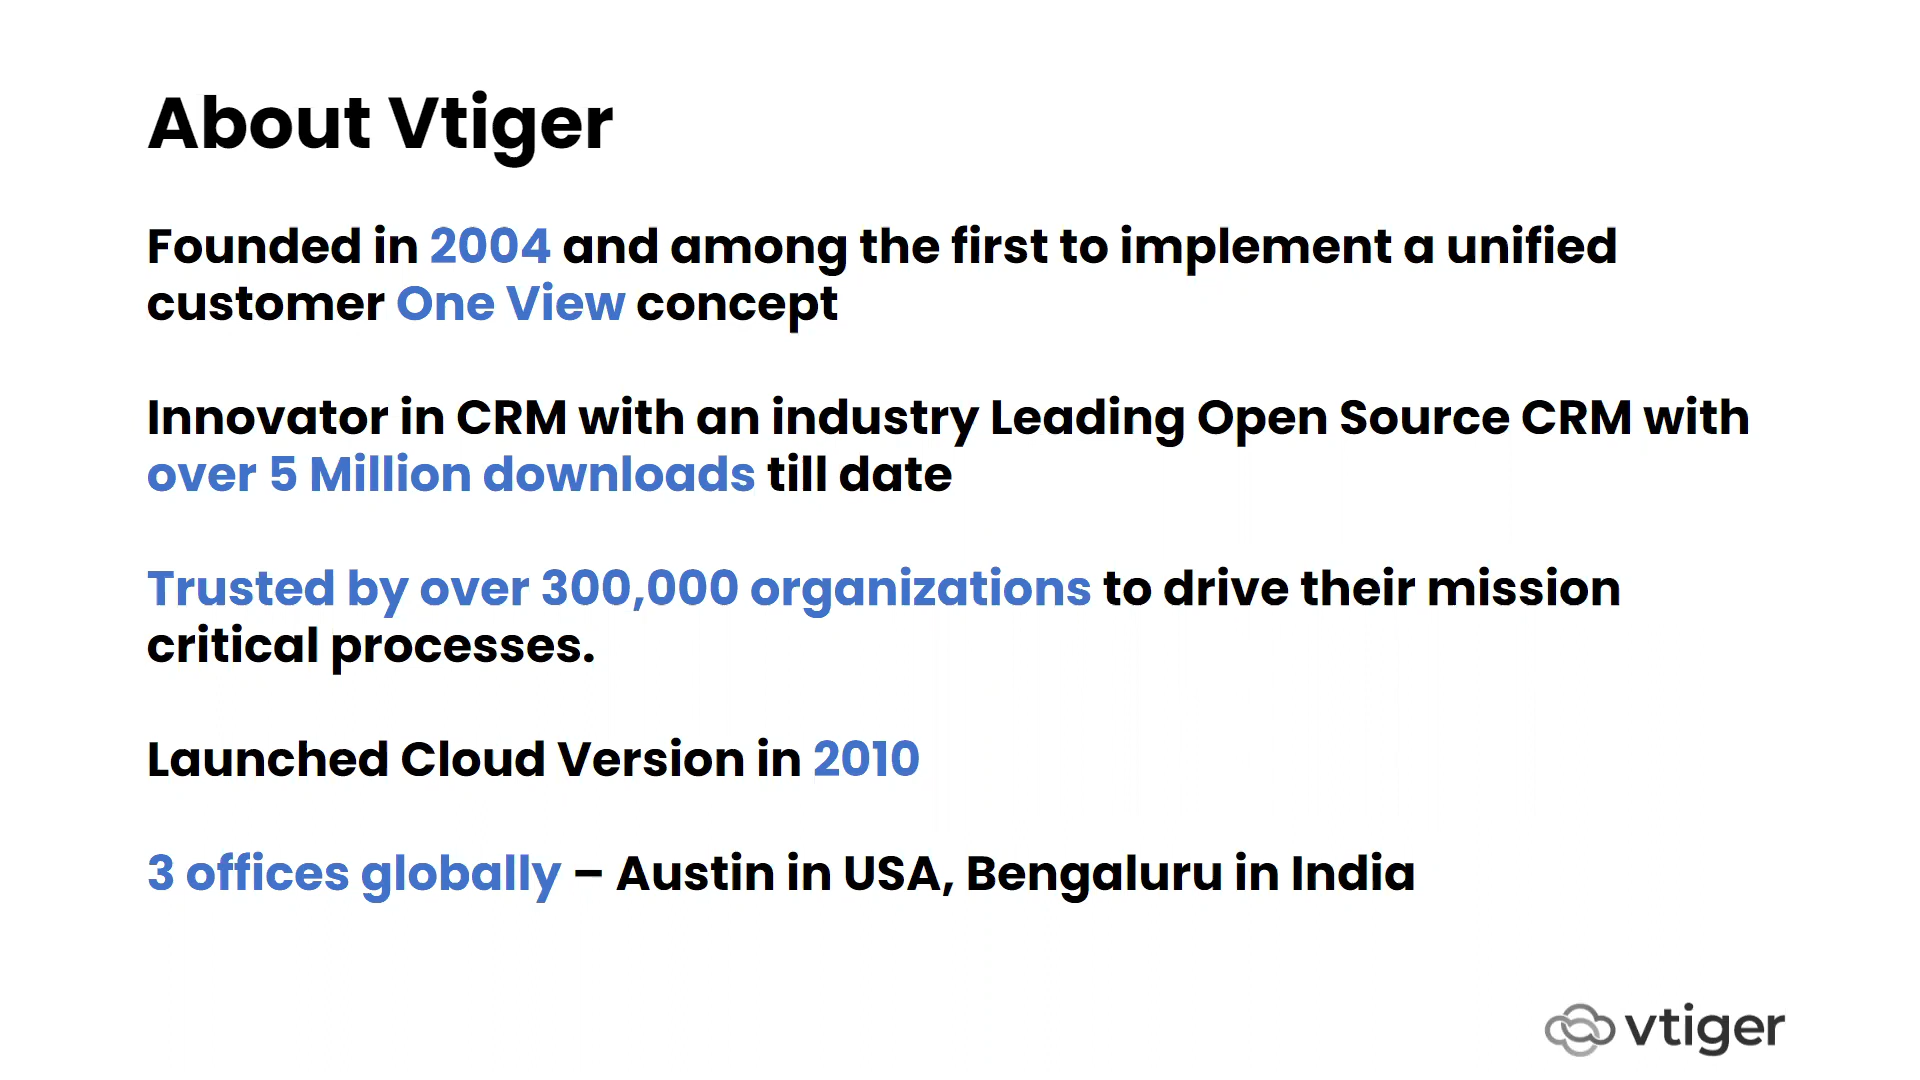 About Vtiger
Founded in 2004 and among the first to implement a unified
customer One View concept
Innovator in CRM with an industry Leading Open Source CRM with
over 5 Million downloads till date
Trusted by over 300,000 organizations to drive their mission
critical processes.
Launched Cloud Version in 2010
3 offices globally – Austin in USA, Bengaluru in India
vtiger